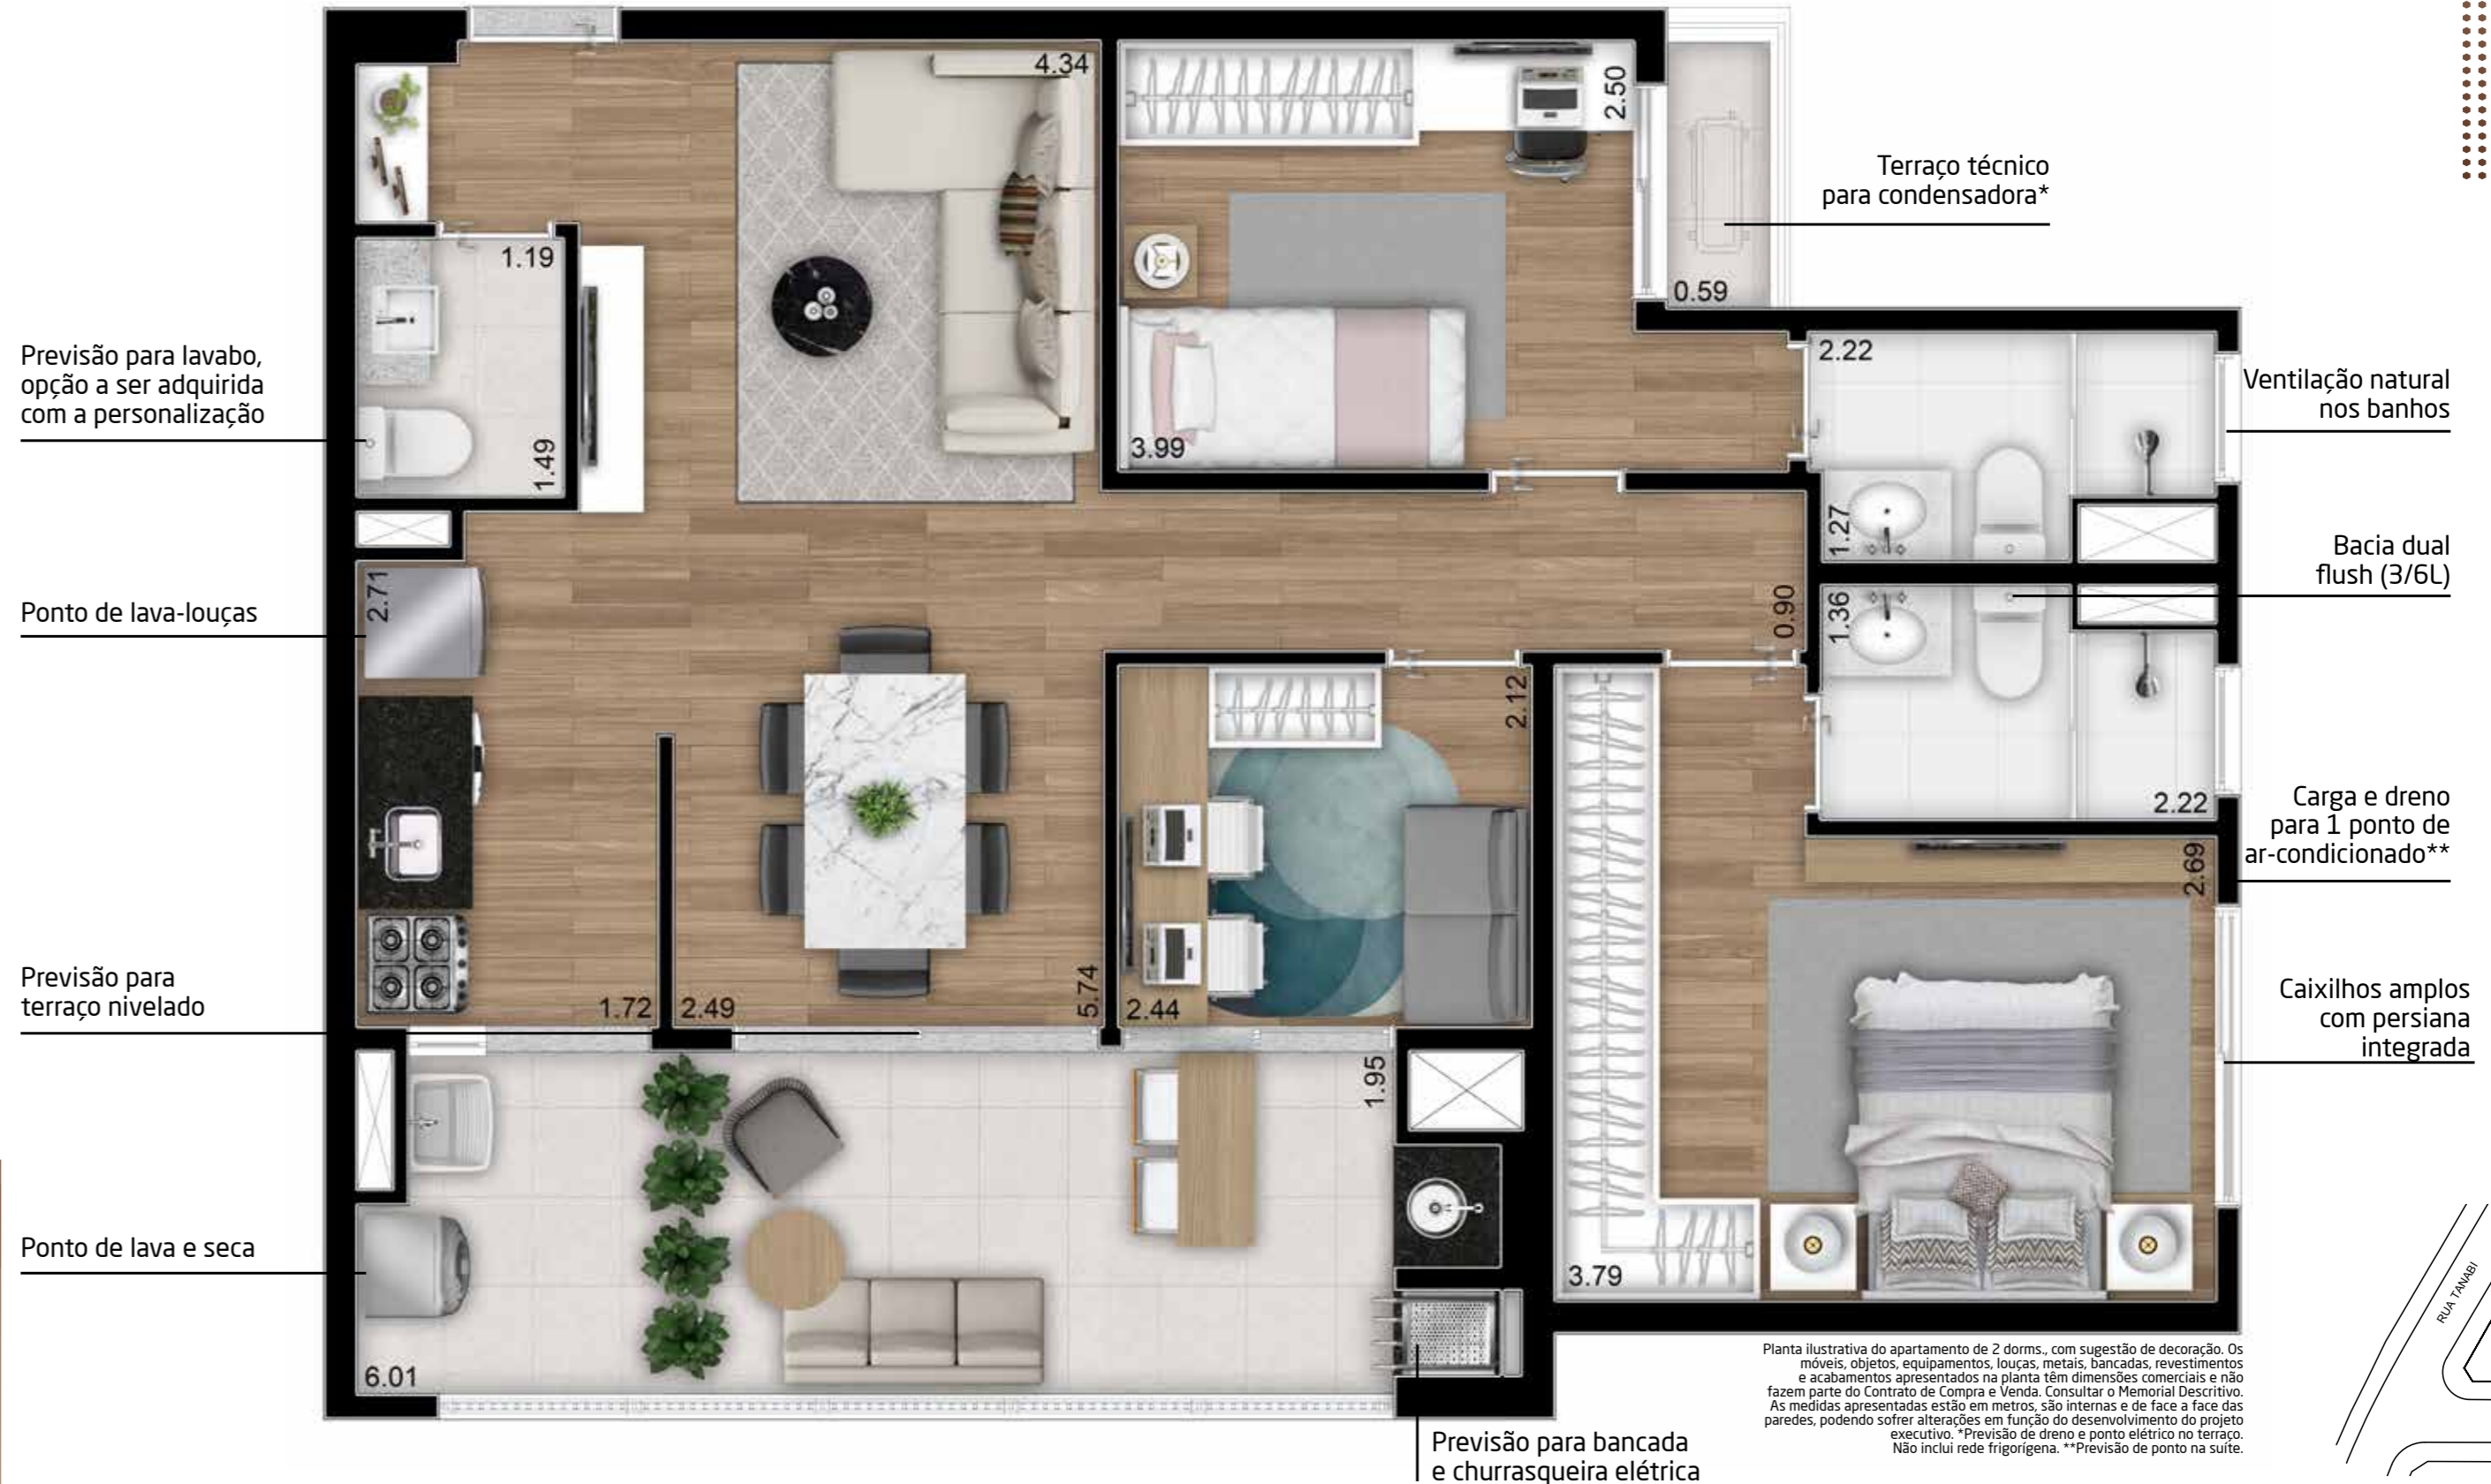 4.34
2.50
Terraço técnico
para condensadora*
0.59
1.19
1.49
Previsão para lavabo,
opção a ser adquirida
com a personalização
3.99
2.22
Ventilação natural
nos banhos
1.27
Bacia dual
flush (3/6L)
2.71
Ponto de lava-louças
0.90
1.36
2.12
2.22
Carga e dreno
para 1 ponto de
ar-condicionado**
2.69
Previsão para
terraço nivelado
1.72
2.49
5.74
2.44
Caixilhos amplos
com persiana
integrada
1.95
Ponto de lava e seca
3.79
6.01
RUA TANABI
Previsão para bancada
e churrasqueira elétrica
Planta ilustrativa do apartamento de 2 dorms., com sugestão de decoração. Os
móveis, objetos, equipamentos, louças, metais, bancadas, revestimentos
e acabamentos apresentados na planta têm dimensões comerciais e não
fazem parte do Contrato de Compra e Venda. Consultar o Memorial Descritivo.
As medidas apresentadas estão em metros, são internas e de face a face das
paredes, podendo sofrer alterações em função do desenvolvimento do projeto
executivo. *Previsão de dreno e ponto elétrico no terraço.
Não inclui rede frigorígena. **Previsão de ponto na suíte.